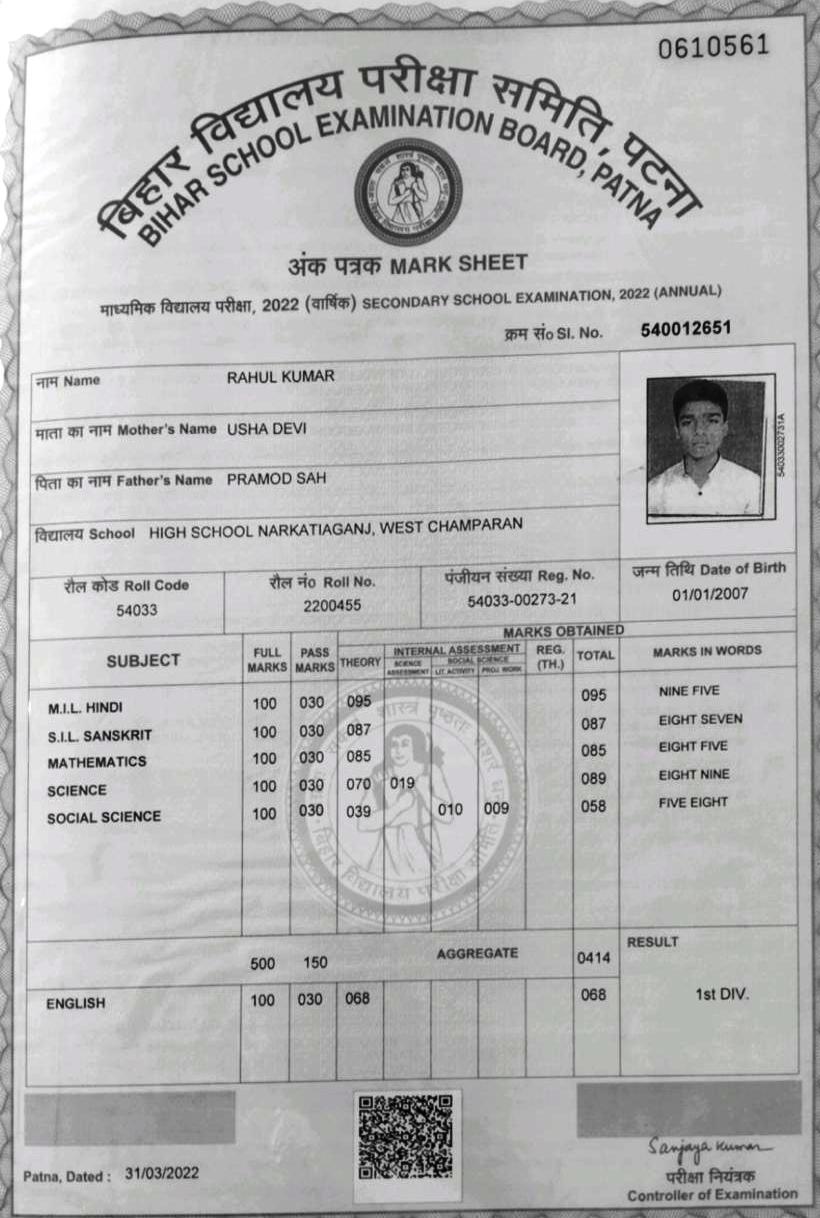 0610561
बिहार विद्यालय परीक्षा समिति, पटना
BIHAR SCHOOL EXAMINATION BOARD, PATNA
अंक पत्रक MARK SHEET
माध्यमिक विद्यालय परीक्षा, 2022 (वार्षिक) SECONDARY SCHOOL EXAMINATION, 2022 (ANNUAL)
क्रम सं० Sl. No. 540012651
नाम Name RAHUL KUMAR
माता का नाम Mother's Name USHA DEVI
पिता का नाम Father's Name PRAMOD SAH
विद्यालय School HIGH SCHOOL NARKATIAGANJ, WEST CHAMPARAN
54033002731A
रौल कोड Roll Code रौल नं० Roll No. पंजीयन संख्या Reg. No. जन्म तिथि Date of Birth
54033 2200455 54033-00273-21 01/01/2007
MARKS OBTAINED
SUBJECT FULL MARKS PASS MARKS THEORY INTERNAL ASSESSMENT REG. (TH.) TOTAL MARKS IN WORDS
SCIENCE ASSESSMENT SOCIAL SCIENCE LIT. ACTIVITY PROJ. WORK
M.I.L. HINDI 100 030 095 095 NINE FIVE
S.I.L. SANSKRIT 100 030 087 087 EIGHT SEVEN
MATHEMATICS 100 030 085 085 EIGHT FIVE
SCIENCE 100 030 070 019 089 EIGHT NINE
SOCIAL SCIENCE 100 030 039 010 009 058 FIVE EIGHT
बिहार विद्यालय परीक्षा समिति
500 150 AGGREGATE 0414 RESULT
ENGLISH 100 030 068 068 1st DIV.
Sanjaya Kumar
Patna, Dated : 31/03/2022
परीक्षा नियंत्रक
Controller of Examination